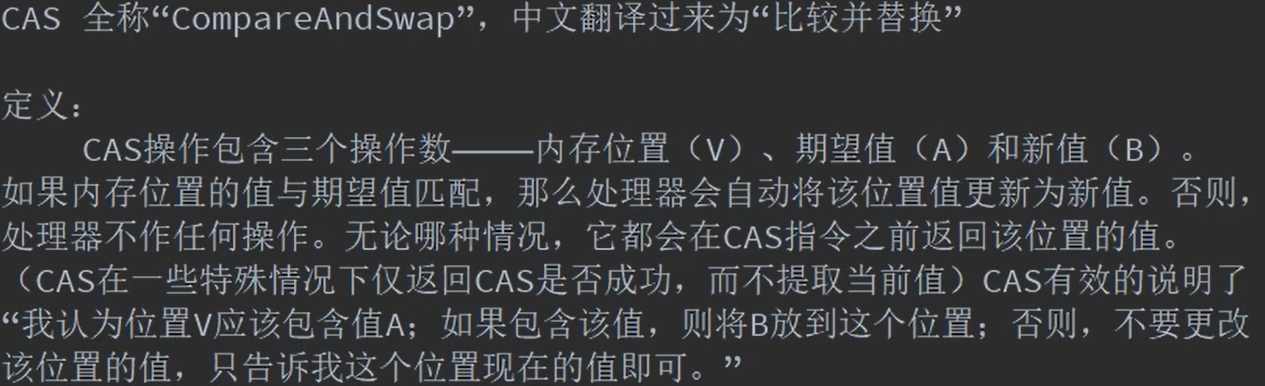 CAS 全称“CompareAndSwap”，中文翻译过来为“比较并替换”
定义：
CAS操作包含三个操作数————内存位置（V）、期望值（A）和新值（B）。
如果内存位置的值与期望值匹配，那么处理器会自动将该位置值更新为新值。否则，
处理器不作任何操作。无论哪种情况，它都会在CAS指令之前返回该位置的值。
（CAS在一些特殊情况下仅返回CAS是否成功，而不提取当前值）CAS有效的说明了
“我认为位置V应该包含值A；如果包含该值，则将B放到这个位置；否则，不要更改
该位置的值，只告诉我这个位置现在的值即可。”